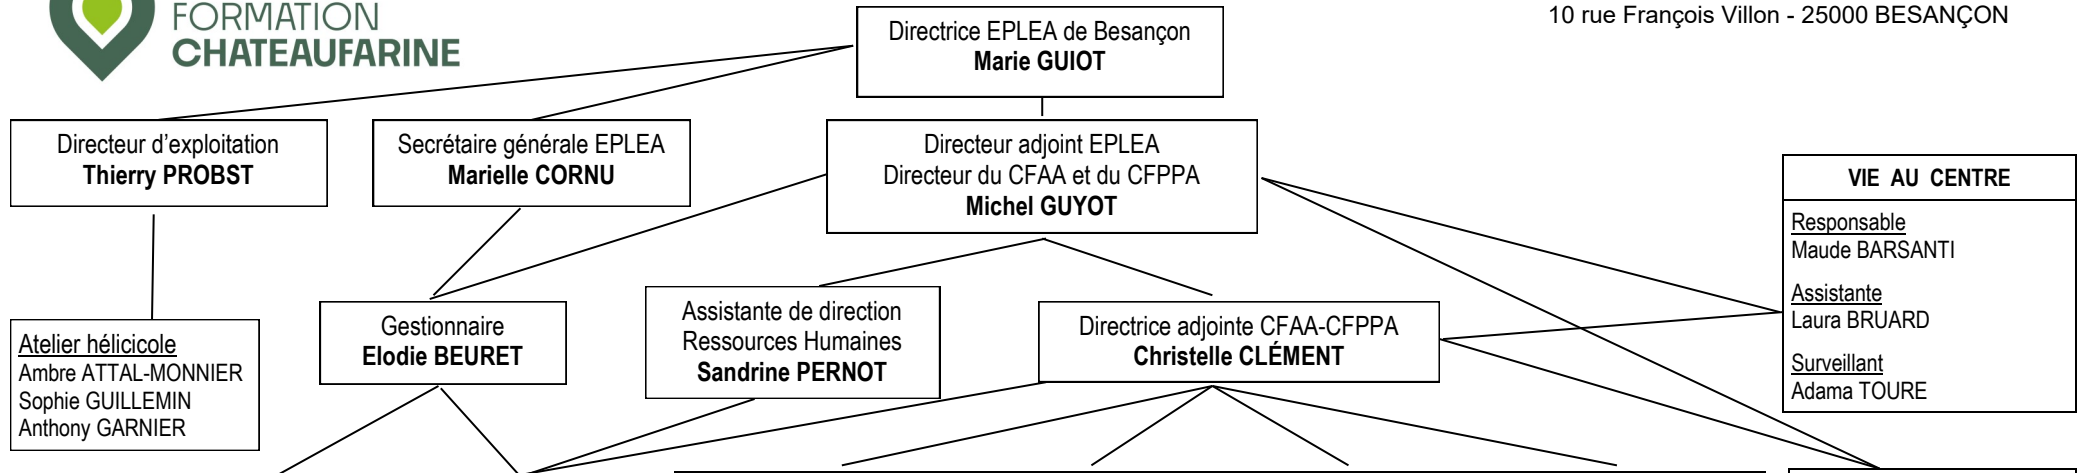 FORMATION
CHATEAUFARINE
10 rue François Villon - 25000 BESANÇON
Directrice EPLEA de Besançon
Marie GUIOT
Directeur d’exploitation
Thierry PROBST
Secrétaire générale EPLEA
Marielle CORNU
Directeur adjoint EPLEA
Directeur du CFAA et du CFPPA
Michel GUYOT
VIE AU CENTRE
Responsable
Maude BARSANTI
Assistante
Laura BRUARD
Surveillant
Adama TOURE
Atelier hélicicole
Ambre ATTAL-MONNIER
Sophie GUILLEMIN
Anthony GARNIER
Gestionnaire
Elodie BEURET
Assistante de direction
Ressources Humaines
Sandrine PERNOT
Directrice adjointe CFAA-CFPPA
Christelle CLÉMENT